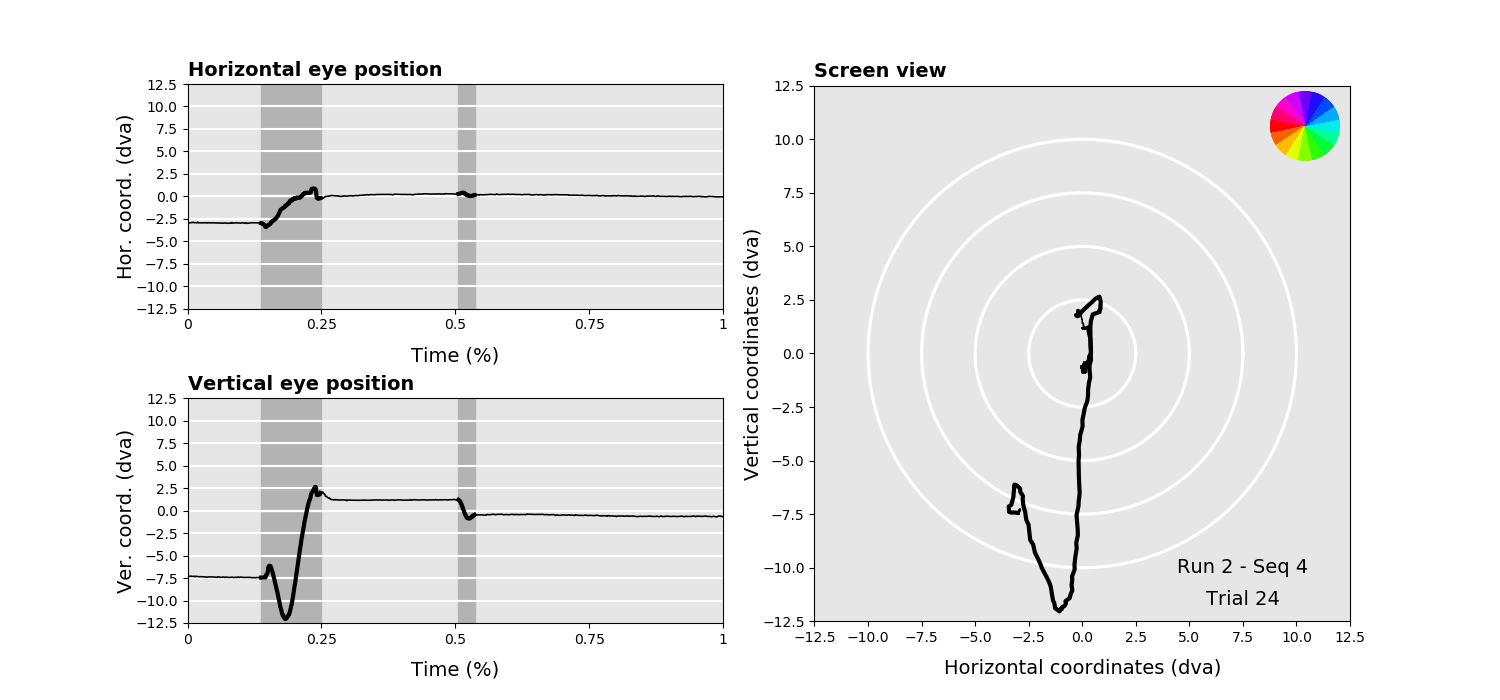 Horizontal eye position
Hor. coord. (dva)
12.5
10.0
7.5
5.0
2.5
0.0
−2.5
−5.0
−7.5
−10.0
−12.5
0 0.25 0.5 0.75 1
Time (%)
Vertical eye position
Ver. coord. (dva)
12.5
10.0
7.5
5.0
2.5
0.0
−2.5
−5.0
−7.5
−10.0
−12.5
0 0.25 0.5 0.75 1
Time (%)
Screen view
Vertical coordinates (dva)
12.5
10.0
7.5
5.0
2.5
0.0
−2.5
−5.0
−7.5
−10.0
−12.5
Run 2 - Seq 4
Trial 24
−12.5 −10.0 −7.5 −5.0 −2.5 0.0 2.5 5.0 7.5 10.0 12.5
Horizontal coordinates (dva)